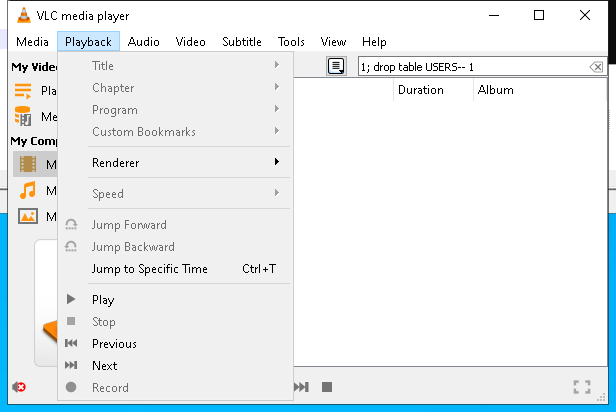 VLC media player
Media Playback Audio Video Subtitle Tools View Help
My Vide
1; drop table USERS-- 1
Duration Album
Title
Chapter
Program
Custom Bookmarks
Renderer
Speed
Jump Forward
Jump Backward
Jump to Specific Time Ctrl+T
Play
Stop
Previous
Next
Record
Pla
Me
My Comp
M
M
M